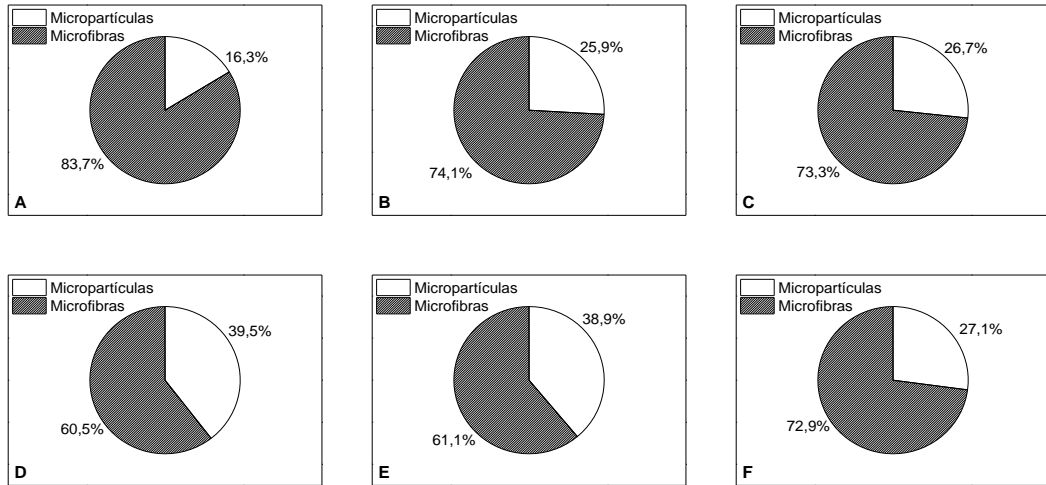 Micropartículas
Microfibras
16,3%
83,7%
A
Micropartículas
Microfibras
25,9%
74,1%
B
Micropartículas
Microfibras
26,7%
73,3%
C
Micropartículas
Microfibras
39,5%
60,5%
D
Micropartículas
Microfibras
38,9%
61,1%
E
Micropartículas
Microfibras
27,1%
72,9%
F